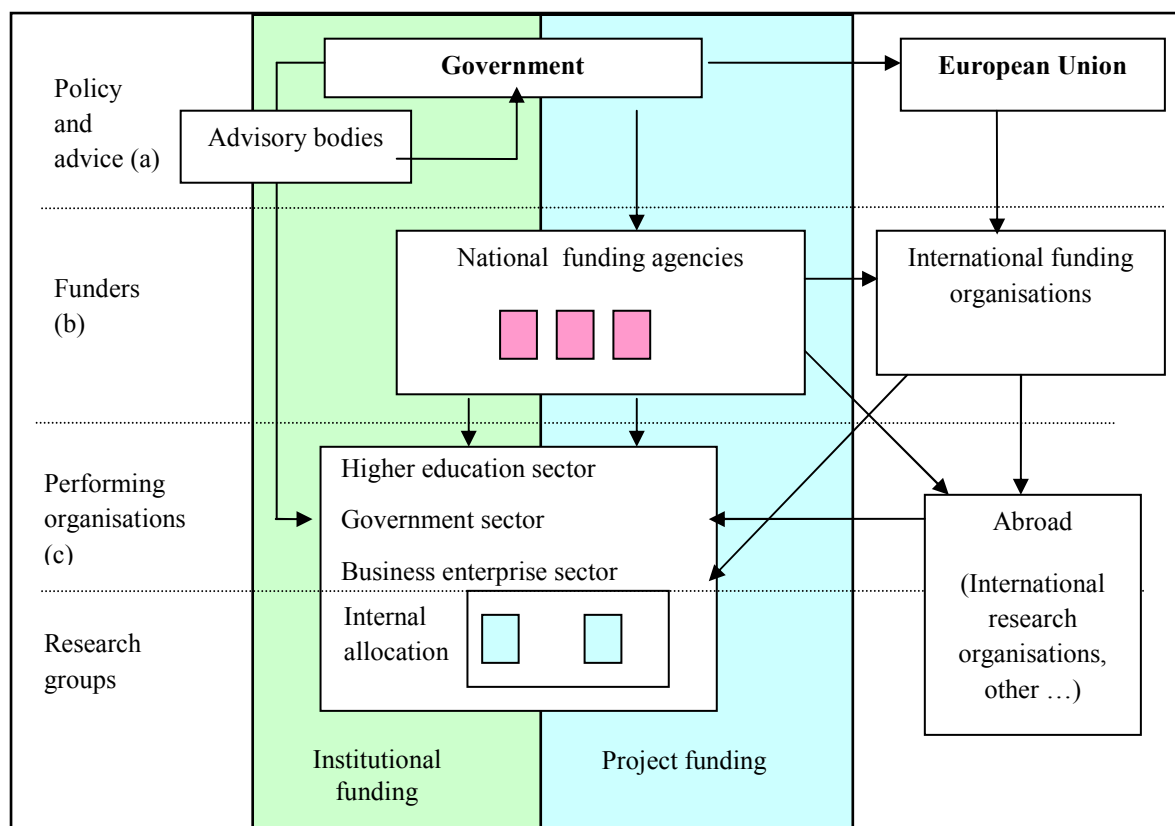 Government
European Union
Policy
and
advice (a)
Advisory bodies
National funding agencies
International funding
organisations
Funders
(b)
Performing
organisations
(c)
Higher education sector
Government sector
Business enterprise sector
Abroad
(International
research
organisations,
other …)
Research
groups
Internal
allocation
Institutional
funding
Project funding